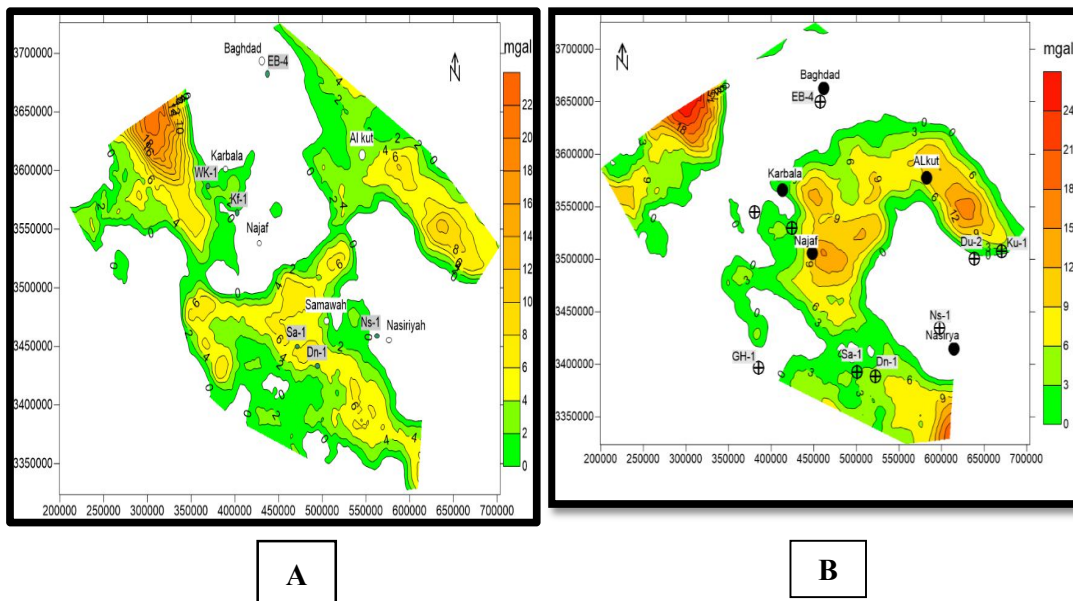 mgal
3700000
3650000
3600000
3550000
3500000
3450000
3400000
3350000
200000 250000 300000 350000 400000 450000 500000 550000 600000 650000 700000
N
Baghdad
EB-4
Al kut
Karbala
WK-1
Kf-1
Najaf
Samawah
Sa-1
Ns-1
Nasiriyah
Dn-1
22
20
18
16
14
12
10
8
6
4
2
0
A
mgal
3700000
3650000
3600000
3550000
3500000
3450000
3400000
3350000
200000 250000 300000 350000 400000 450000 500000 550000 600000 650000 700000
N
Baghdad
EB-4
Karbala
ALkut
Najaf
Du-2
Ku-1
Ns-1
Nasirya
GH-1
Sa-1
Dn-1
30
27
24
21
18
15
12
9
6
3
0
B